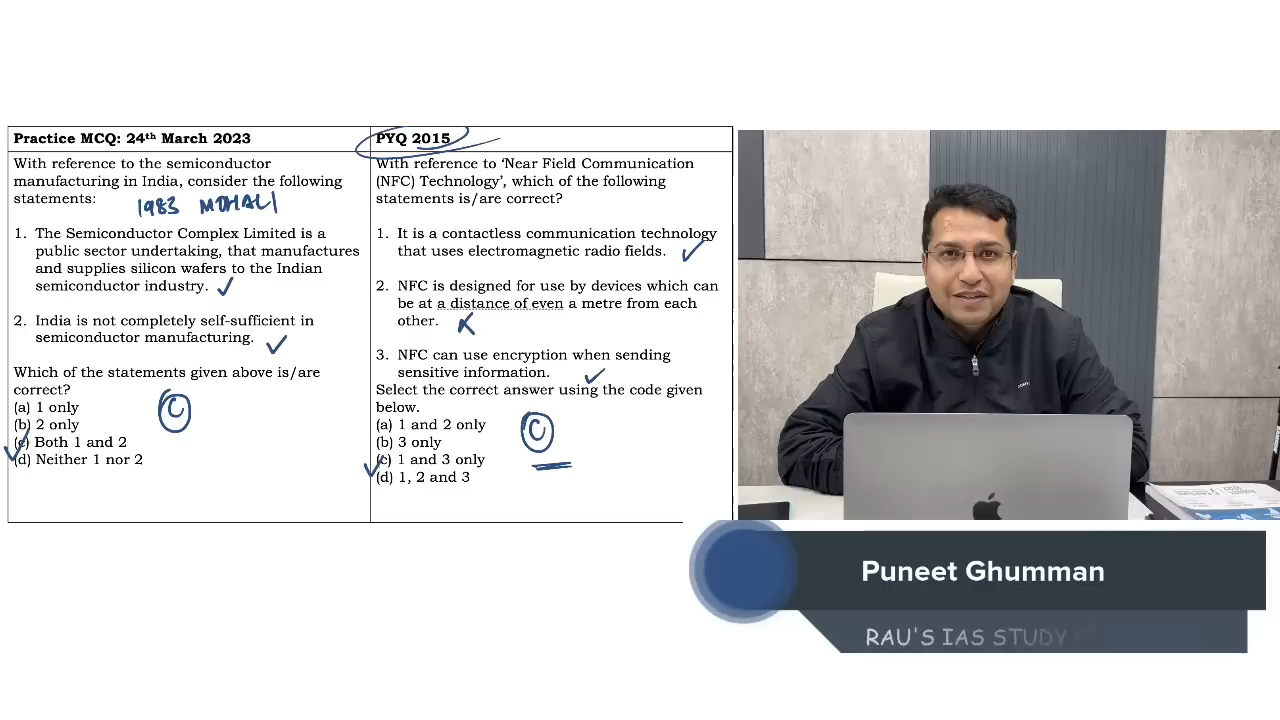 Practice MCQ: 24th March 2023
With reference to the semiconductor
manufacturing in India, consider the following
statements:
1983 MOHALI
1. The Semiconductor Complex Limited is a
public sector undertaking, that manufactures
and supplies silicon wafers to the Indian
semiconductor industry.
2. India is not completely self-sufficient in
semiconductor manufacturing.
Which of the statements given above is/are
correct?
(a) 1 only
(b) 2 only
(c) Both 1 and 2
(d) Neither 1 nor 2
C
PYQ 2015
With reference to ‘Near Field Communication
(NFC) Technology’, which of the following
statements is/are correct?
1. It is a contactless communication technology
that uses electromagnetic radio fields.
2. NFC is designed for use by devices which can
be at a distance of even a metre from each
other.
3. NFC can use encryption when sending
sensitive information.
Select the correct answer using the code given
below.
(a) 1 and 2 only
(b) 3 only
(c) 1 and 3 only
(d) 1, 2 and 3
C
Puneet Ghumman
RAU'S IAS STUDY